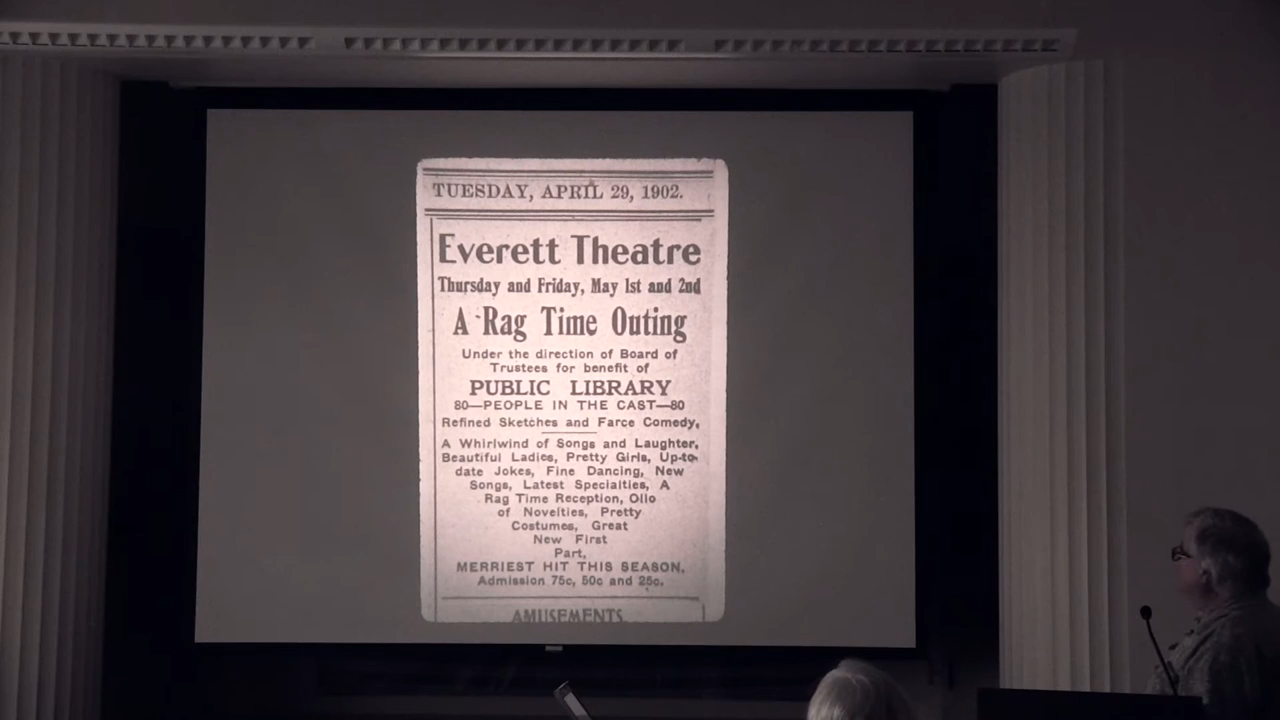 TUESDAY, APRIL 29, 1902.
Everett Theatre
Thursday and Friday, May 1st and 2nd
A Rag Time Outing
Under the direction of Board of
Trustees for benefit of
PUBLIC LIBRARY
80—PEOPLE IN THE CAST—80
Refined Sketches and Farce Comedy,
A Whirlwind of Songs and Laughter,
Beautiful Ladies, Pretty Girls, Up-to-
date Jokes, Fine Dancing, New
Songs, Latest Specialties, A
Rag Time Reception, Olio
of Novelties, Pretty
Costumes, Great
New First
Part,
MERRIEST HIT THIS SEASON,
Admission 75c, 50c and 25c.
AMUSEMENTS